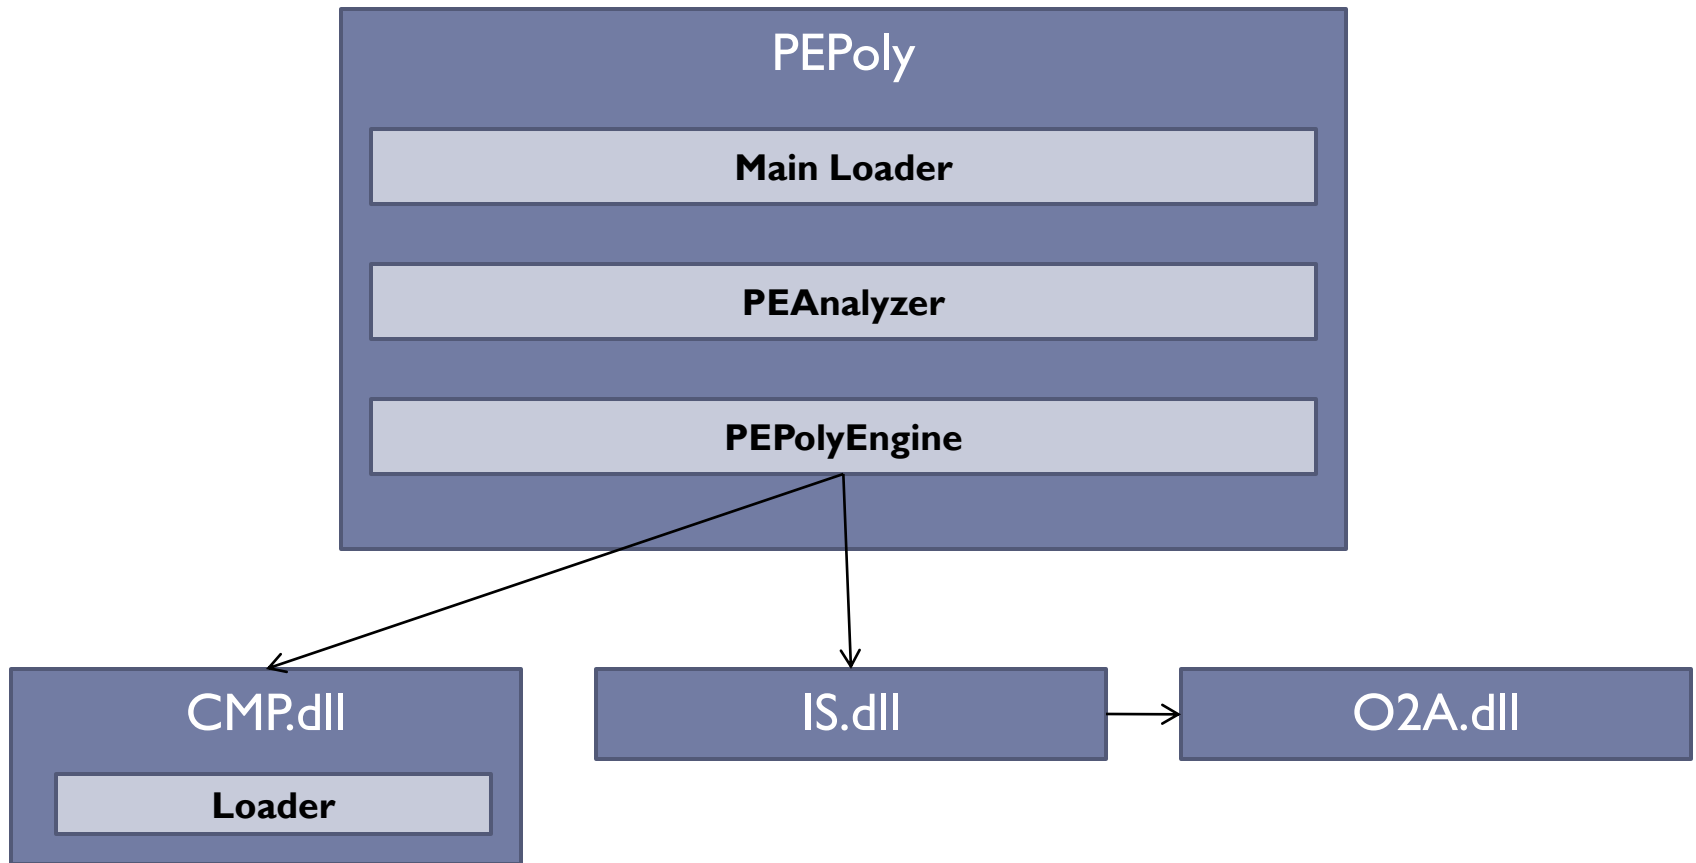 PEPoly
Main Loader
PEAnalyzer
PEPolyEngine
CMP.dll
IS.dll
O2A.dll
Loader